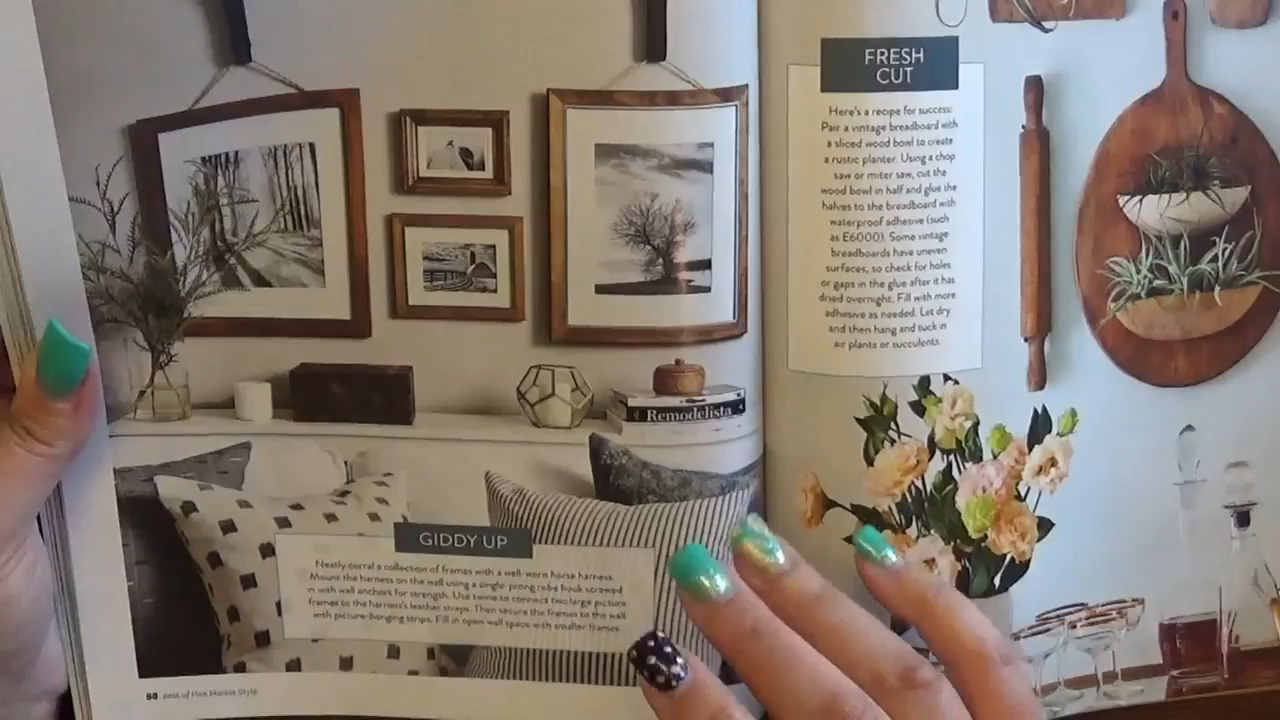 Remodelista
GIDDY UP
Neatly corral a collection of frames with a well-worn horse harness.
Mount the harness on the wall using a single-prong robe hook screwed
in with wall anchors for strength. Use twine to connect two large picture
frames to the harness's leather straps. Then secure the frames to the wall
with picture-hanging strips. Fill in open wall space with smaller frames.
88 Best of Flea Market Style
FRESH
CUT
Here's a recipe for success:
Pair a vintage breadboard with
a sliced wood bowl to create
a rustic planter. Using a chop
saw or miter saw, cut the
wood bowl in half and glue the
halves to the breadboard with
waterproof adhesive (such
as E6000). Some vintage
breadboards have uneven
surfaces, so check for holes
or gaps in the glue after it has
dried overnight. Fill with more
adhesive as needed. Let dry
and then hang and tuck in
air plants or succulents.